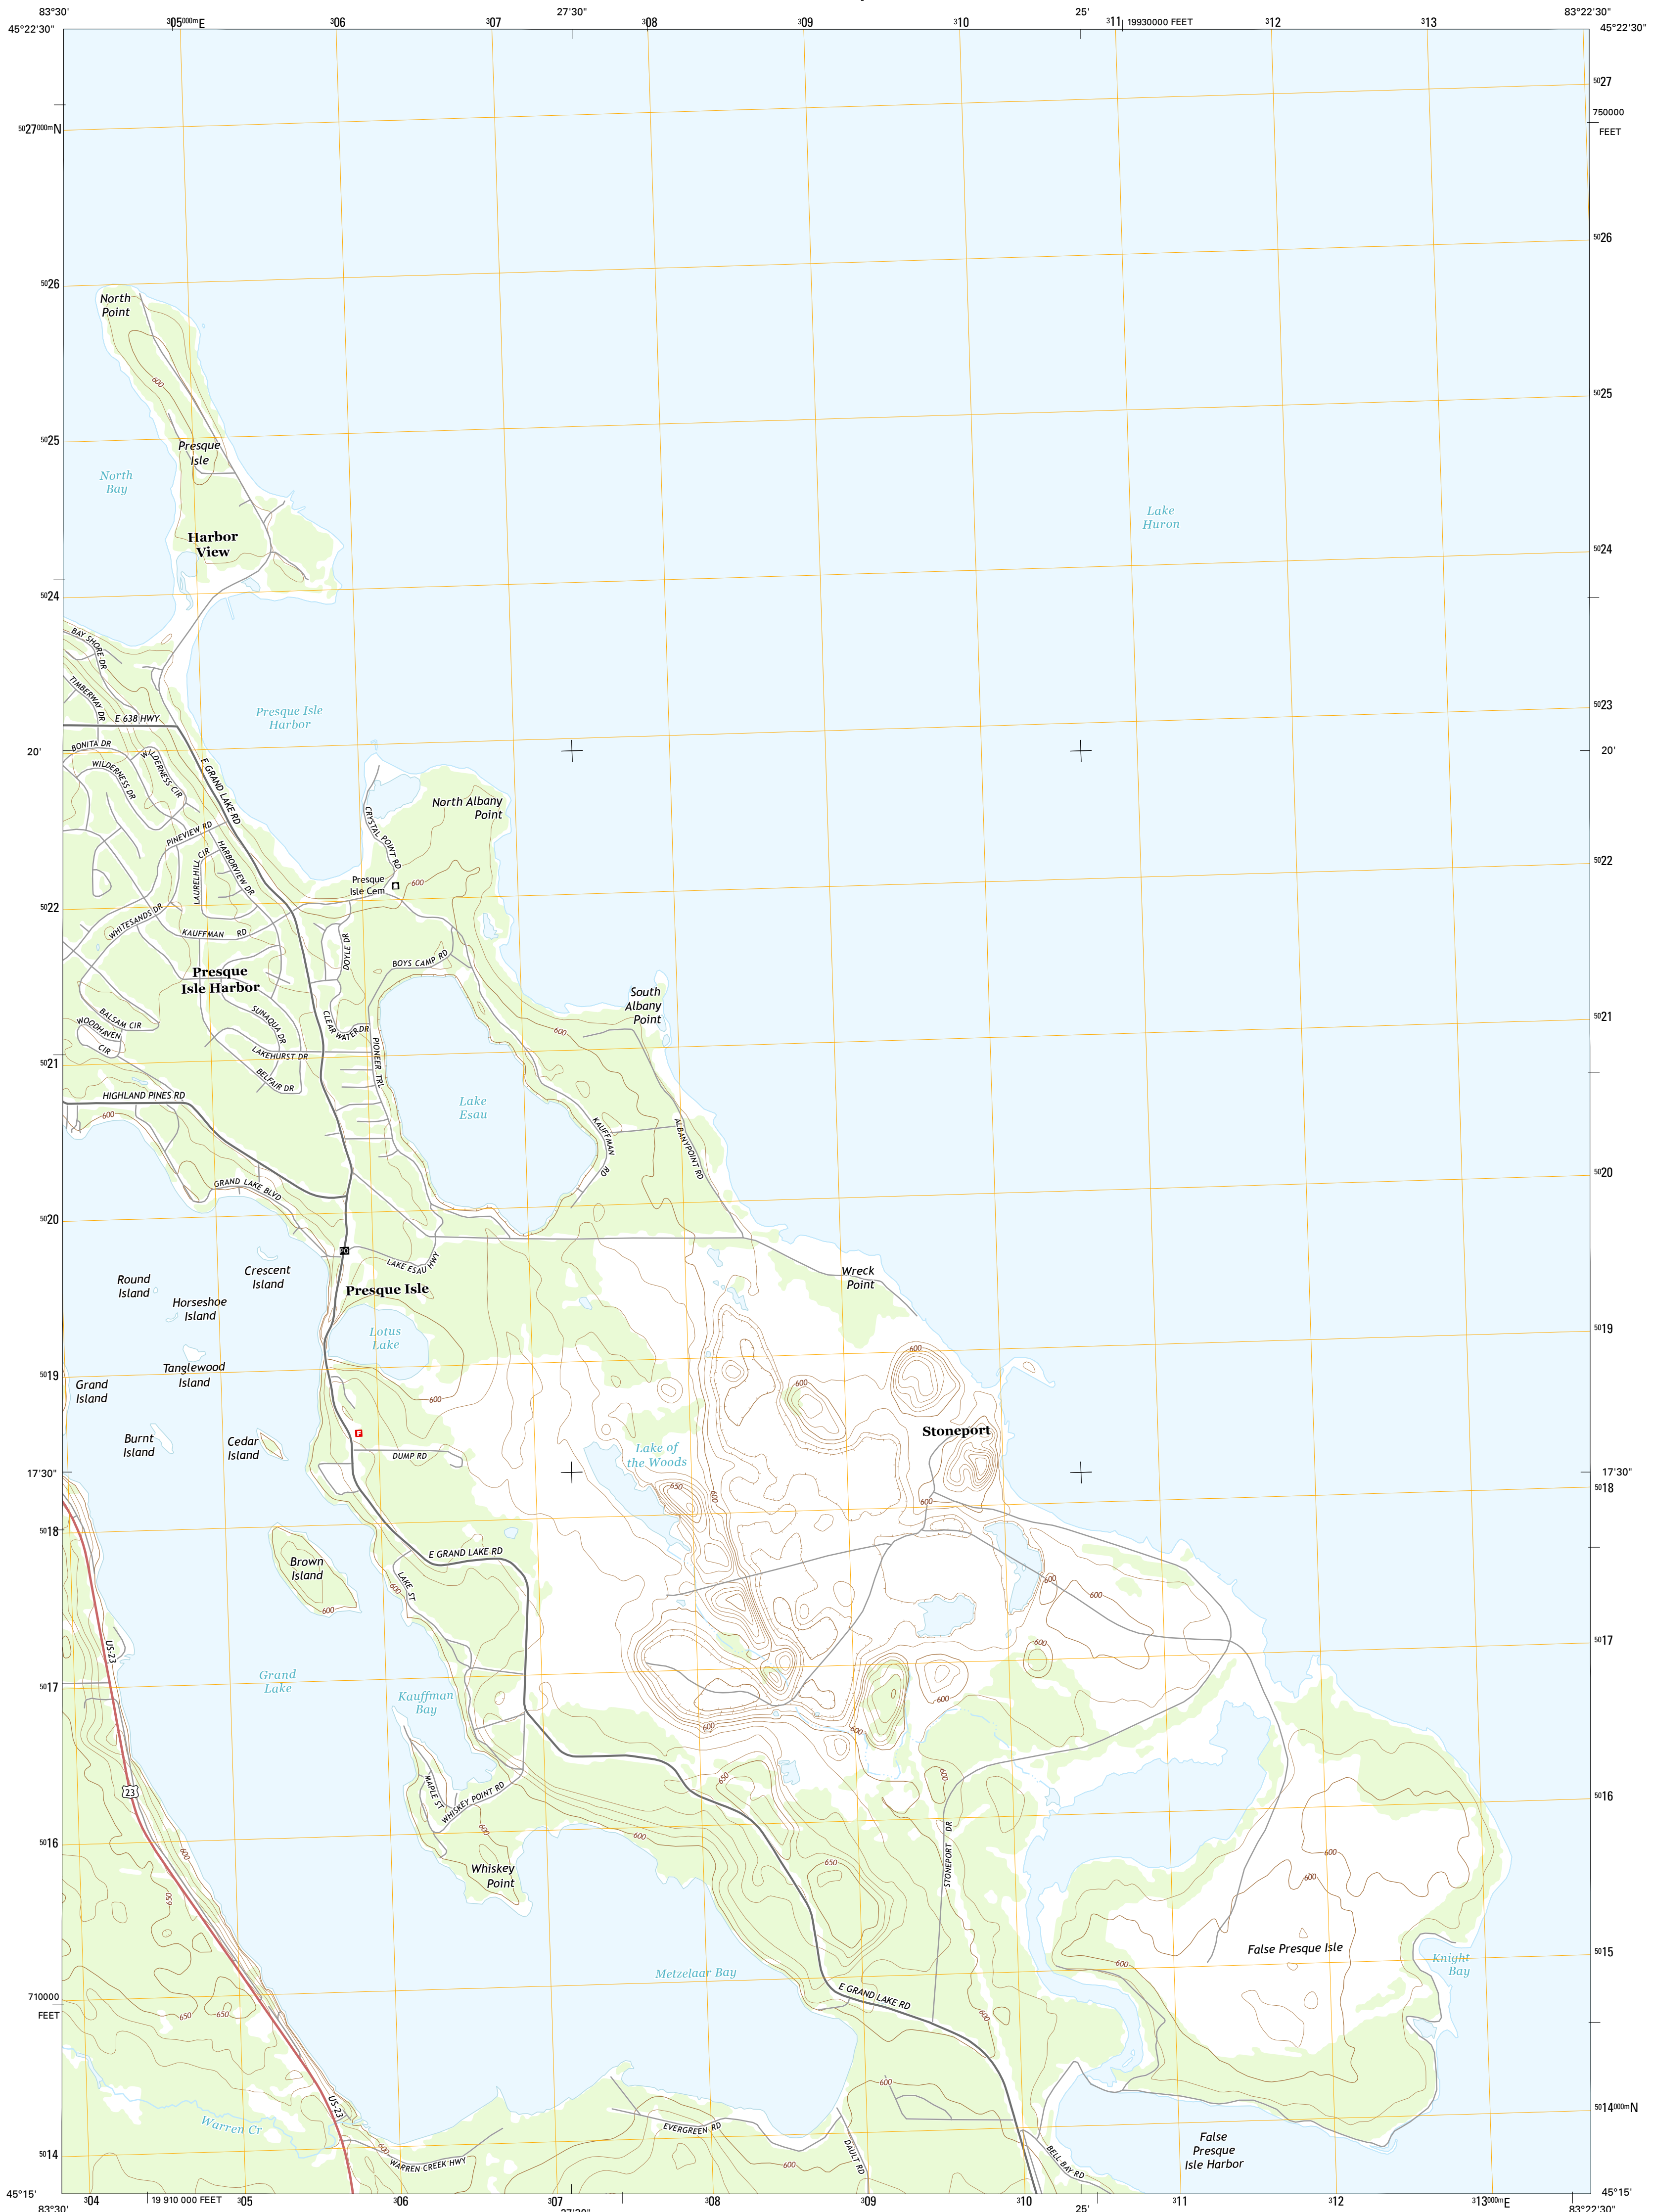 83°30'
³05⁰⁰⁰ᵐE
³06
³07
27'30"
³08
³09
³10
25'
³11
19930000 FEET
³12
³13
83°22'30"
45°22'30"
45°22'30"
⁵⁰27
750000
FEET
⁵⁰27⁰⁰⁰ᵐN
⁵⁰26
⁵⁰26
North
Point
600
⁵⁰25
⁵⁰25
Presque
Isle
North
Bay
Lake
Huron
Harbor
View
⁵⁰24
⁵⁰24
BAY SHORE DR
TIMBERWAY DR
E 638 HWY
Presque Isle
Harbor
⁵⁰23
20'
20'
BONITA DR
WILDERNESS DR
WILDERNESS CIR
E GRAND LAKE RD
North Albany
Point
CRYSTAL POINT RD
PINEVIEW RD
LAURELHILL CIR
HARBORVIEW DR
⁵⁰22
Presque
Isle Cem
600
⁵⁰22
WHITESANDS DR
KAUFFMAN RD
DOYLE DR
BOYS CAMP RD
Presque
Isle Harbor
South
Albany
Point
BALSAM CIR
WOODHAVEN
CIR
SUNAQUA DR
CLEAR WATER DR
600
⁵⁰21
LAKEHURST DR
BELFAIR DR
PIONEER TRL
⁵⁰21
HIGHLAND PINES RD
600
Lake
Esau
KAUFFMAN
RD
ALBANYPOINT RD
⁵⁰20
GRAND LAKE BLVD
⁵⁰20
PO
LAKE ESAU HWY
Crescent
Island
Round
Island
Wreck
Point
Horseshoe
Island
Presque Isle
⁵⁰19
Lotus
Lake
600
Tanglewood
Island
⁵⁰19
Grand
Island
600
600
Burnt
Island
Cedar
Island
F
DUMP RD
Stoneport
Lake of
the Woods
17'30"
17'30"
650
600
600
⁵⁰18
⁵⁰18
E GRAND LAKE RD
Brown
Island
600
LAKE ST
600
600
600
US-23
600
⁵⁰17
Grand
Lake
⁵⁰17
Kauffman
Bay
600
600
600
23
650
600
MAPLE ST
WHISKEY POINT RD
⁵⁰16
600
600
⁵⁰16
600
STONEPORT DR
600
650
Whiskey
Point
650
600
False Presque Isle
⁵⁰15
Knight
Bay
600
Metzelaar Bay
E GRAND LAKE RD
710000
FEET
650
650
600
600
US-23
Warren Cr
EVERGREEN RD
⁵⁰14⁰⁰⁰ᵐN
False
Presque
Isle Harbor
⁵⁰14
600
WARREN CREEK HWY
600
DAULT RD
BELL BAY RD
45°15'
45°15'
83°30'
³04
19 910 000 FEET
³05
³06
³07
27'30"
³08
³09
³10
25'
³11
³12
³13⁰⁰⁰ᵐE
83°22'30"